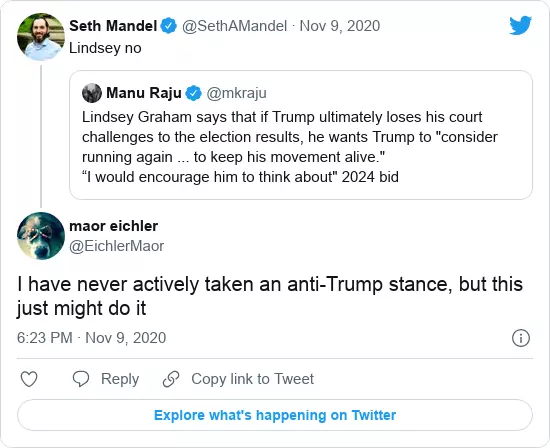 Seth Mandel @SethAMandel · Nov 9, 2020
Lindsey no
Manu Raju @mkraju
Lindsey Graham says that if Trump ultimately loses his court
challenges to the election results, he wants Trump to "consider
running again ... to keep his movement alive."
“I would encourage him to think about" 2024 bid
maor eichler
@EichlerMaor
I have never actively taken an anti-Trump stance, but this
just might do it
6:23 PM · Nov 9, 2020
Reply Copy link to Tweet
Explore what's happening on Twitter